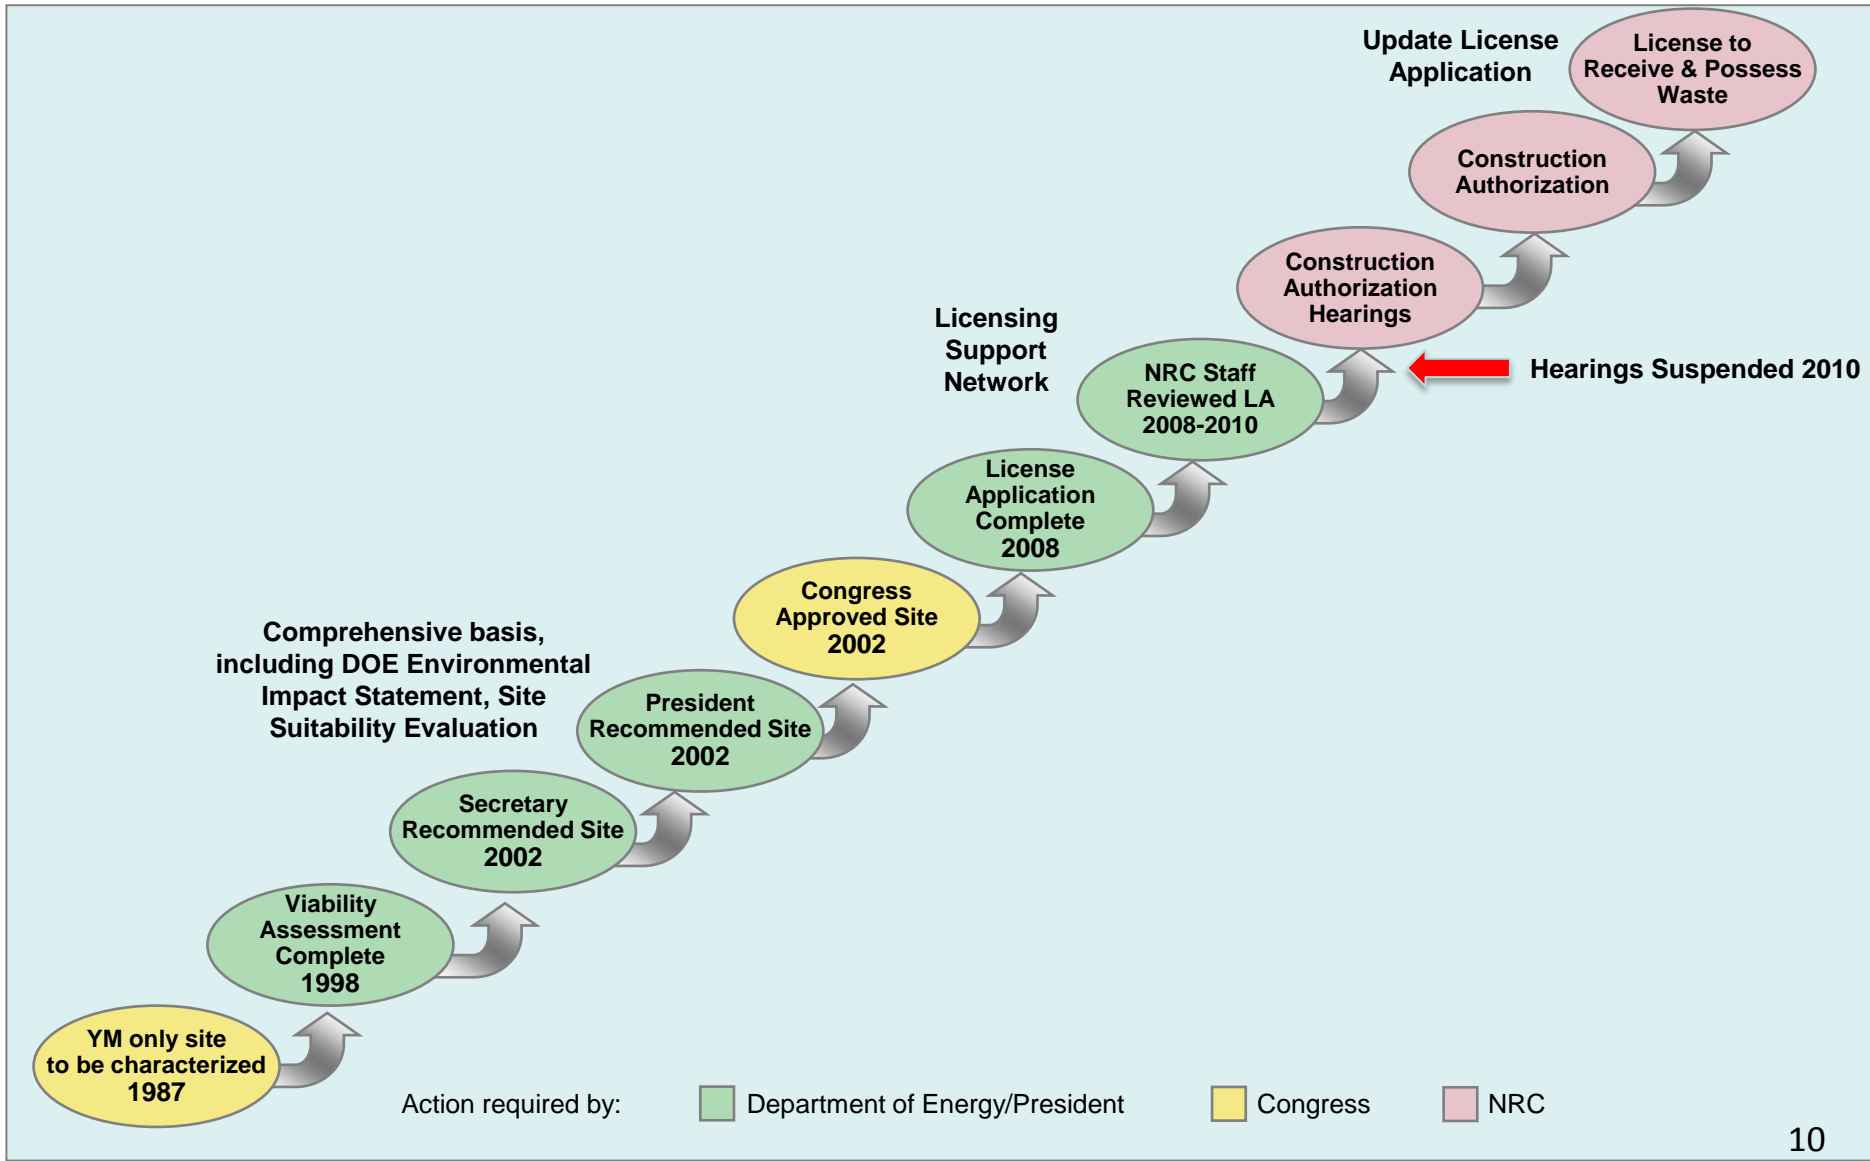 Update License
Application
License to
Receive & Possess
Waste
Construction
Authorization
Construction
Authorization
Hearings
Licensing
Support
Network
NRC Staff
Reviewed LA
2008-2010
Hearings Suspended 2010
License
Application
Complete
2008
Congress
Approved Site
2002
Comprehensive basis,
including DOE Environmental
Impact Statement, Site
Suitability Evaluation
President
Recommended Site
2002
Secretary
Recommended Site
2002
Viability
Assessment
Complete
1998
YM only site
to be characterized
1987
Action required by:
Department of Energy/President
Congress
NRC
10